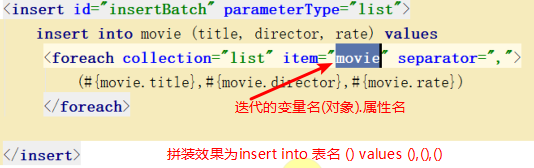 <insert id="insertBatch" parameterType="list">
insert into movie (title, director, rate) values
<foreach collection="list" item="movie" separator=",">
(#{movie.title},#{movie.director},#{movie.rate})
</foreach>
迭代的变量名(对象).属性名
</insert>
拼装效果为insert into 表名 () values (),(),()